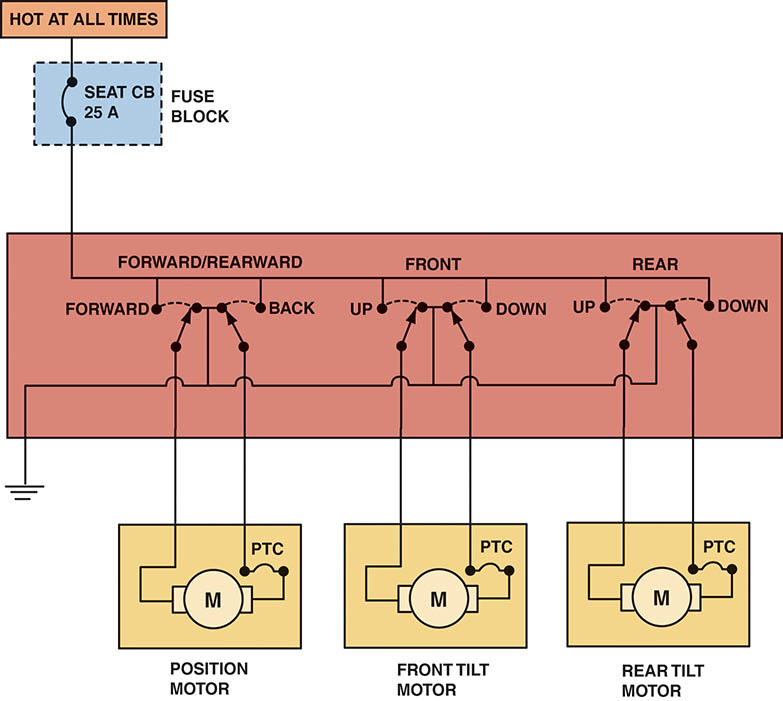 HOT AT ALL TIMES
SEAT CB
25 A
FUSE
BLOCK
FORWARD/REARWARD
FRONT
REAR
FORWARD
BACK
UP
DOWN
UP
DOWN
PTC
M
PTC
M
PTC
M
POSITION
MOTOR
FRONT TILT
MOTOR
REAR TILT
MOTOR